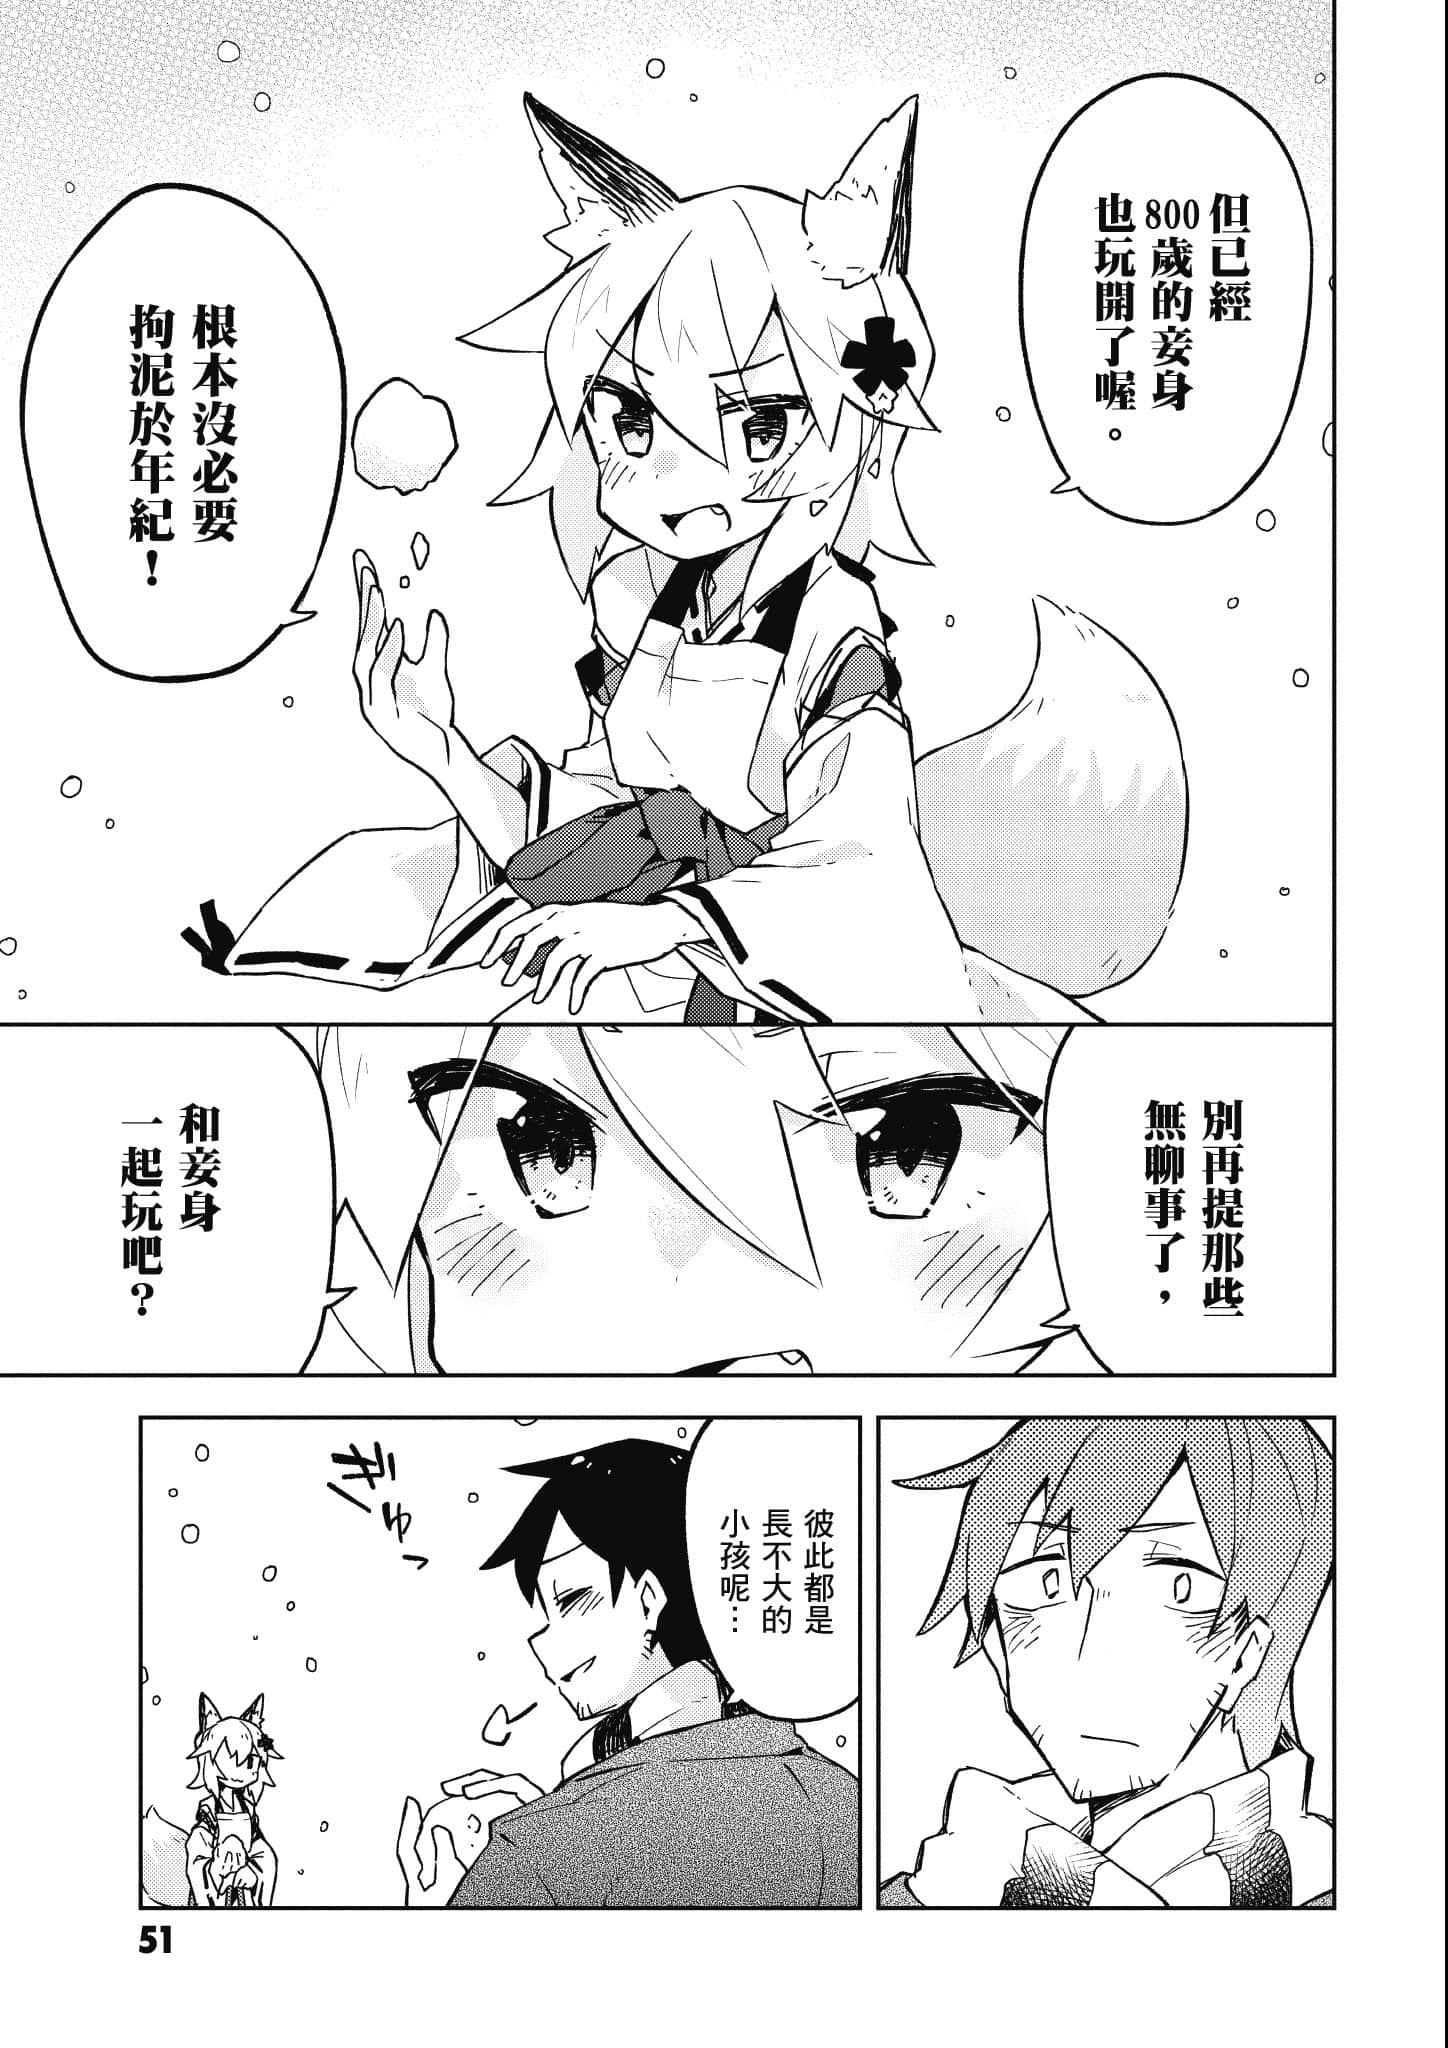 但已經
800歲的妾身
也玩開了喔。
根本沒必要
拘泥於年紀！
別再提那些
無聊事了，
和妾身
一起玩吧？
彼此都是
長不大的
小孩呢…
ギゅっ
51